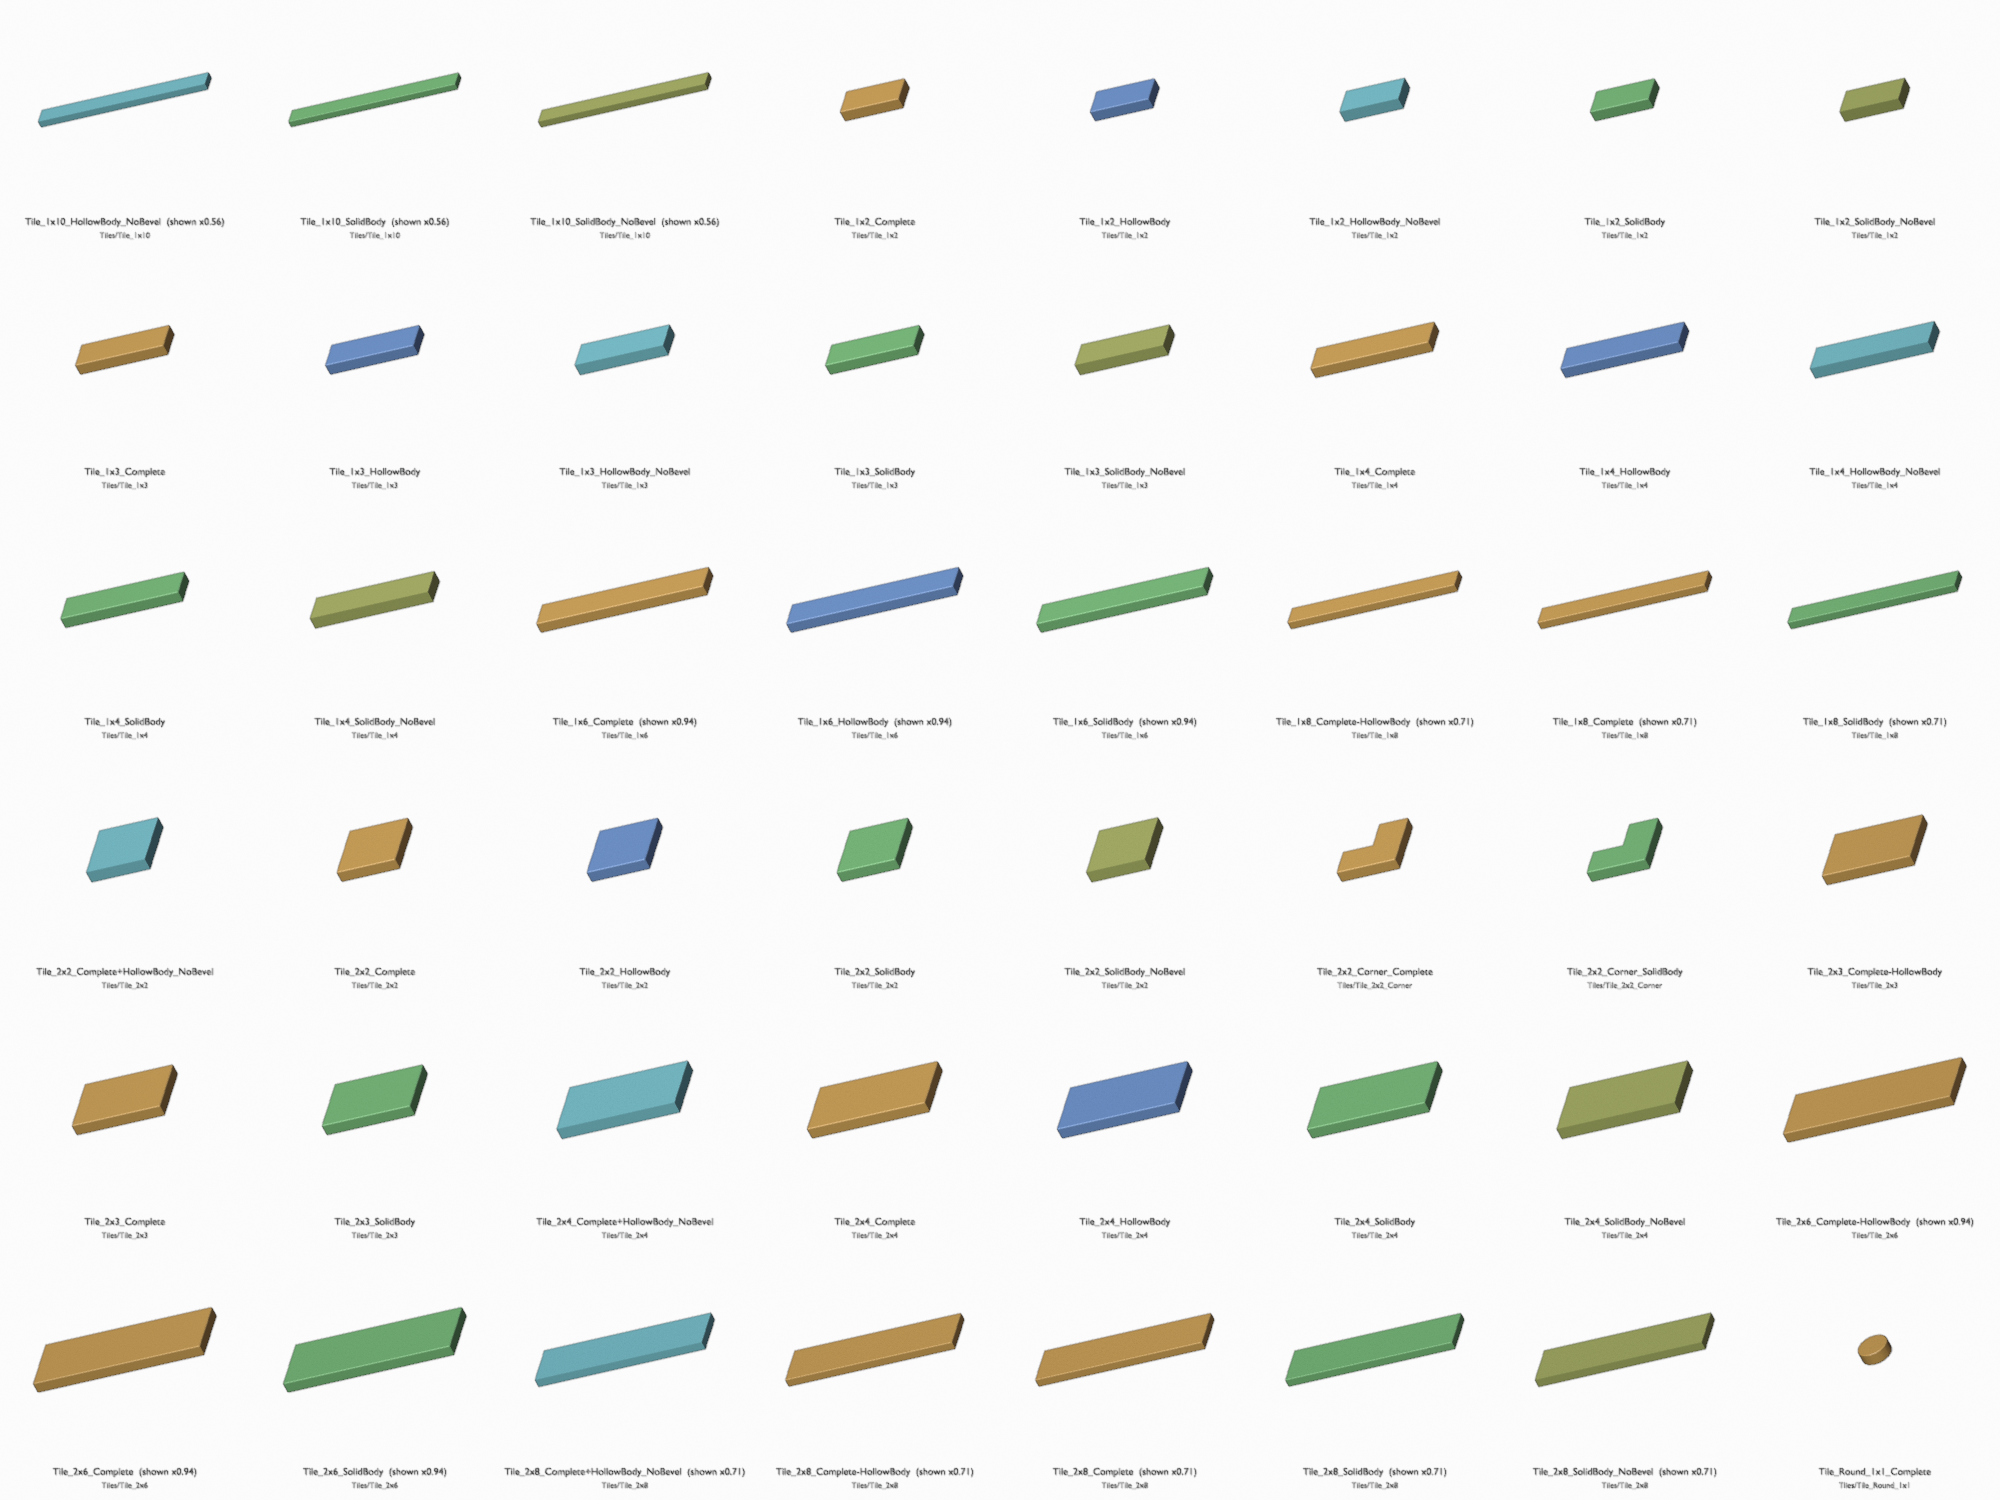 Tile_1x10_HollowBody_NoBevel (shown x0.56)
Tiles/Tile_1x10
Tile_1x10_SolidBody (shown x0.56)
Tiles/Tile_1x10
Tile_1x10_SolidBody_NoBevel (shown x0.56)
Tiles/Tile_1x10
Tile_1x2_Complete
Tiles/Tile_1x2
Tile_1x2_HollowBody
Tiles/Tile_1x2
Tile_1x2_HollowBody_NoBevel
Tiles/Tile_1x2
Tile_1x2_SolidBody
Tiles/Tile_1x2
Tile_1x2_SolidBody_NoBevel
Tiles/Tile_1x2
Tile_1x3_Complete
Tiles/Tile_1x3
Tile_1x3_HollowBody
Tiles/Tile_1x3
Tile_1x3_HollowBody_NoBevel
Tiles/Tile_1x3
Tile_1x3_SolidBody
Tiles/Tile_1x3
Tile_1x3_SolidBody_NoBevel
Tiles/Tile_1x3
Tile_1x4_Complete
Tiles/Tile_1x4
Tile_1x4_HollowBody
Tiles/Tile_1x4
Tile_1x4_HollowBody_NoBevel
Tiles/Tile_1x4
Tile_1x4_SolidBody
Tiles/Tile_1x4
Tile_1x4_SolidBody_NoBevel
Tiles/Tile_1x4
Tile_1x6_Complete (shown x0.94)
Tiles/Tile_1x6
Tile_1x6_HollowBody (shown x0.94)
Tiles/Tile_1x6
Tile_1x6_SolidBody (shown x0.94)
Tiles/Tile_1x6
Tile_1x8_Complete-HollowBody (shown x0.71)
Tiles/Tile_1x8
Tile_1x8_Complete (shown x0.71)
Tiles/Tile_1x8
Tile_1x8_SolidBody (shown x0.71)
Tiles/Tile_1x8
Tile_2x2_Complete+HollowBody_NoBevel
Tiles/Tile_2x2
Tile_2x2_Complete
Tiles/Tile_2x2
Tile_2x2_HollowBody
Tiles/Tile_2x2
Tile_2x2_SolidBody
Tiles/Tile_2x2
Tile_2x2_SolidBody_NoBevel
Tiles/Tile_2x2
Tile_2x2_Corner_Complete
Tiles/Tile_2x2_Corner
Tile_2x2_Corner_SolidBody
Tiles/Tile_2x2_Corner
Tile_2x3_Complete-HollowBody
Tiles/Tile_2x3
Tile_2x3_Complete
Tiles/Tile_2x3
Tile_2x3_SolidBody
Tiles/Tile_2x3
Tile_2x4_Complete+HollowBody_NoBevel
Tiles/Tile_2x4
Tile_2x4_Complete
Tiles/Tile_2x4
Tile_2x4_HollowBody
Tiles/Tile_2x4
Tile_2x4_SolidBody
Tiles/Tile_2x4
Tile_2x4_SolidBody_NoBevel
Tiles/Tile_2x4
Tile_2x6_Complete-HollowBody (shown x0.94)
Tiles/Tile_2x6
Tile_2x6_Complete (shown x0.94)
Tiles/Tile_2x6
Tile_2x6_SolidBody (shown x0.94)
Tiles/Tile_2x6
Tile_2x8_Complete+HollowBody_NoBevel (shown x0.71)
Tiles/Tile_2x8
Tile_2x8_Complete-HollowBody (shown x0.71)
Tiles/Tile_2x8
Tile_2x8_Complete (shown x0.71)
Tiles/Tile_2x8
Tile_2x8_SolidBody (shown x0.71)
Tiles/Tile_2x8
Tile_2x8_SolidBody_NoBevel (shown x0.71)
Tiles/Tile_2x8
Tile_Round_1x1_Complete
Tiles/Tile_Round_1x1